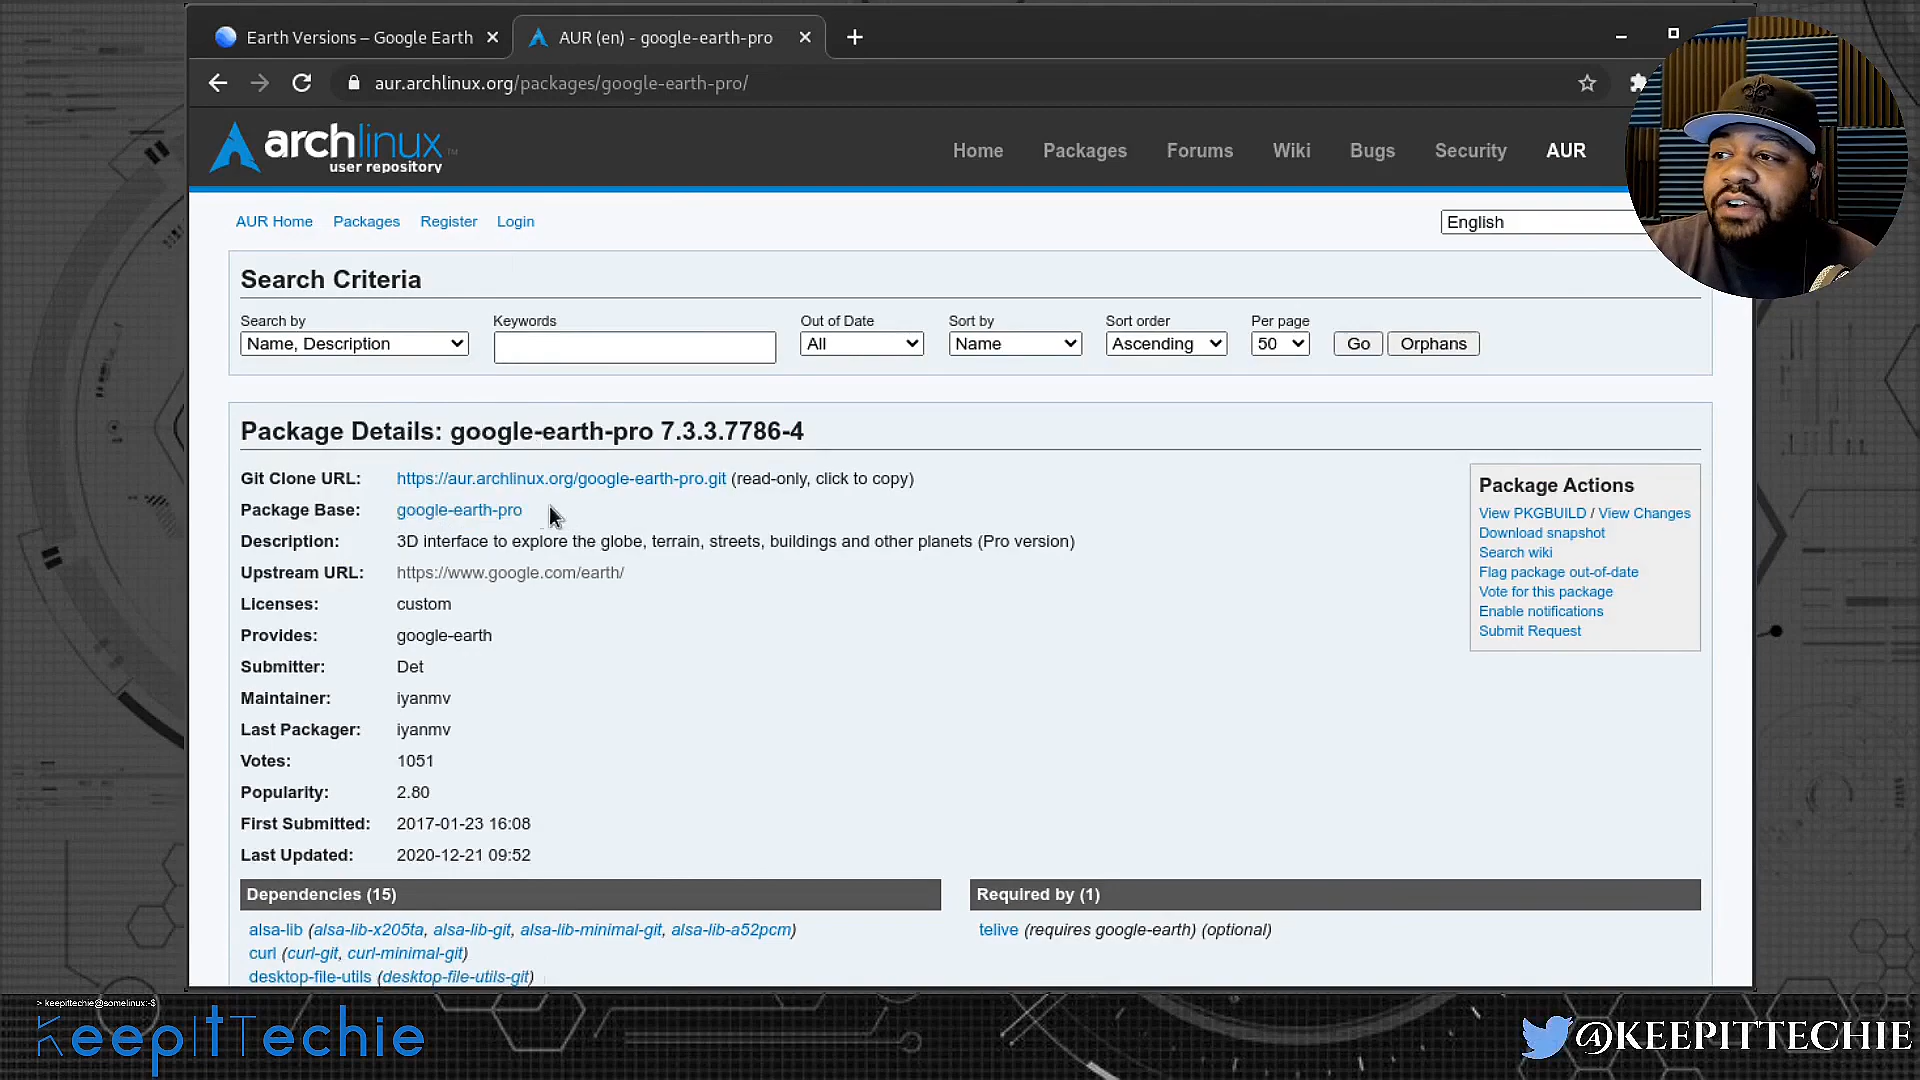 Earth Versions – Google Earth
AUR (en) - google-earth-pro
aur.archlinux.org/packages/google-earth-pro/
archlinux™
user repository
Home Packages Forums Wiki Bugs Security AUR
AUR Home Packages Register Login
English
Search Criteria
Search by Keywords Out of Date Sort by Sort order Per page
Name, Description All Name Ascending 50 Go Orphans
Package Details: google-earth-pro 7.3.3.7786-4
Git Clone URL: https://aur.archlinux.org/google-earth-pro.git (read-only, click to copy)
Package Base: google-earth-pro
Description: 3D interface to explore the globe, terrain, streets, buildings and other planets (Pro version)
Upstream URL: https://www.google.com/earth/
Licenses: custom
Provides: google-earth
Submitter: Det
Maintainer: iyanmv
Last Packager: iyanmv
Votes: 1051
Popularity: 2.80
First Submitted: 2017-01-23 16:08
Last Updated: 2020-12-21 09:52
Package Actions
View PKGBUILD / View Changes
Download snapshot
Search wiki
Flag package out-of-date
Vote for this package
Enable notifications
Submit Request
Dependencies (15)
alsa-lib (alsa-lib-x205ta, alsa-lib-git, alsa-lib-minimal-git, alsa-lib-a52pcm)
curl (curl-git, curl-minimal-git)
desktop-file-utils (desktop-file-utils-git)
Required by (1)
telive (requires google-earth) (optional)
> keepittechie@somelinux:~$
KeepItTechie
@KEEPITTECHIE